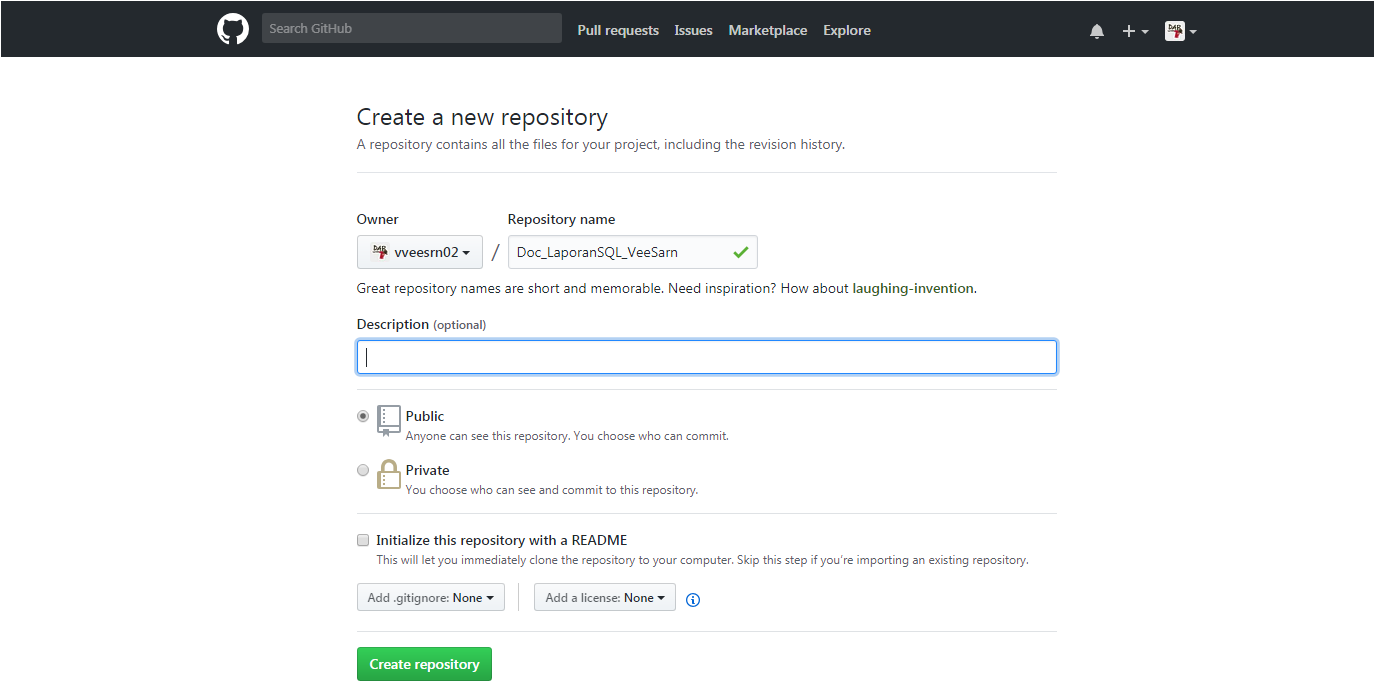 Search GitHub Pull requests Issues Marketplace Explore
Create a new repository
A repository contains all the files for your project, including the revision history.
Owner Repository name
vveesrn02 / Doc_LaporanSQL_VeeSarn
Great repository names are short and memorable. Need inspiration? How about laughing-invention.
Description (optional)
Public
Anyone can see this repository. You choose who can commit.
Private
You choose who can see and commit to this repository.
Initialize this repository with a README
This will let you immediately clone the repository to your computer. Skip this step if you’re importing an existing repository.
Add .gitignore: None Add a license: None
Create repository